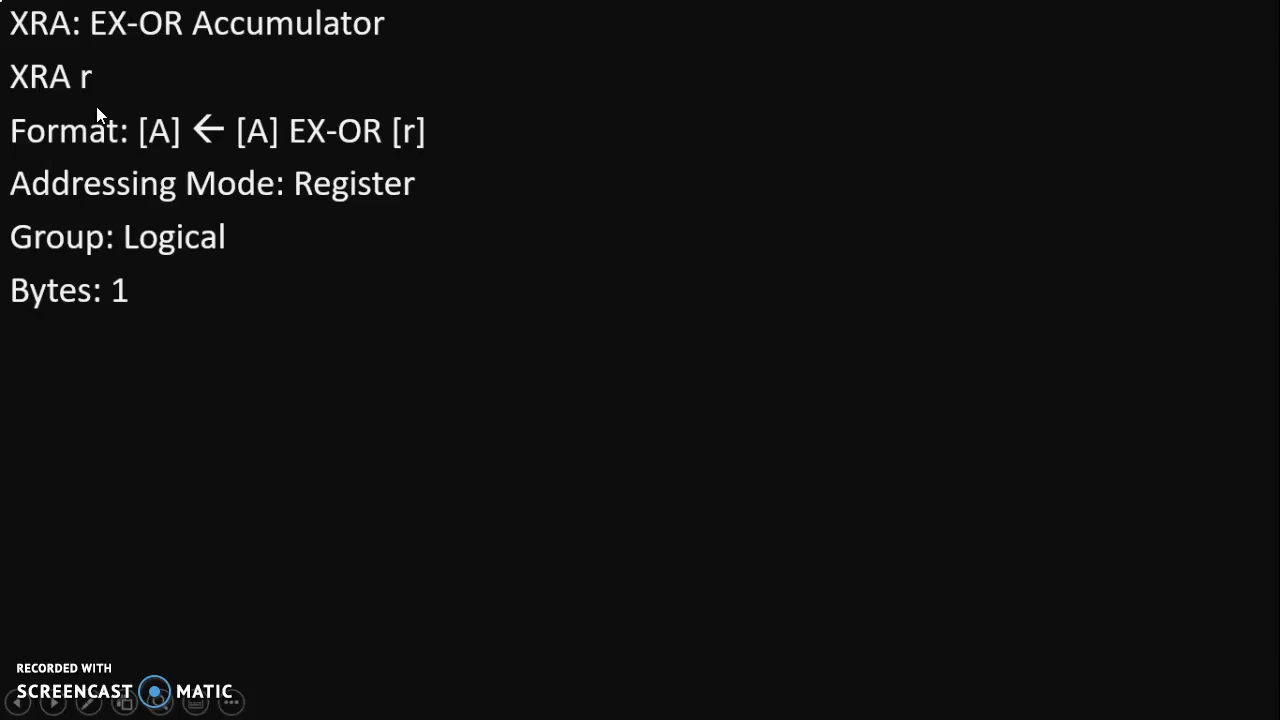 XRA: EX-OR Accumulator
XRA r
Format: [A] ← [A] EX-OR [r]
Addressing Mode: Register
Group: Logical
Bytes: 1
RECORDED WITH
SCREENCAST MATIC